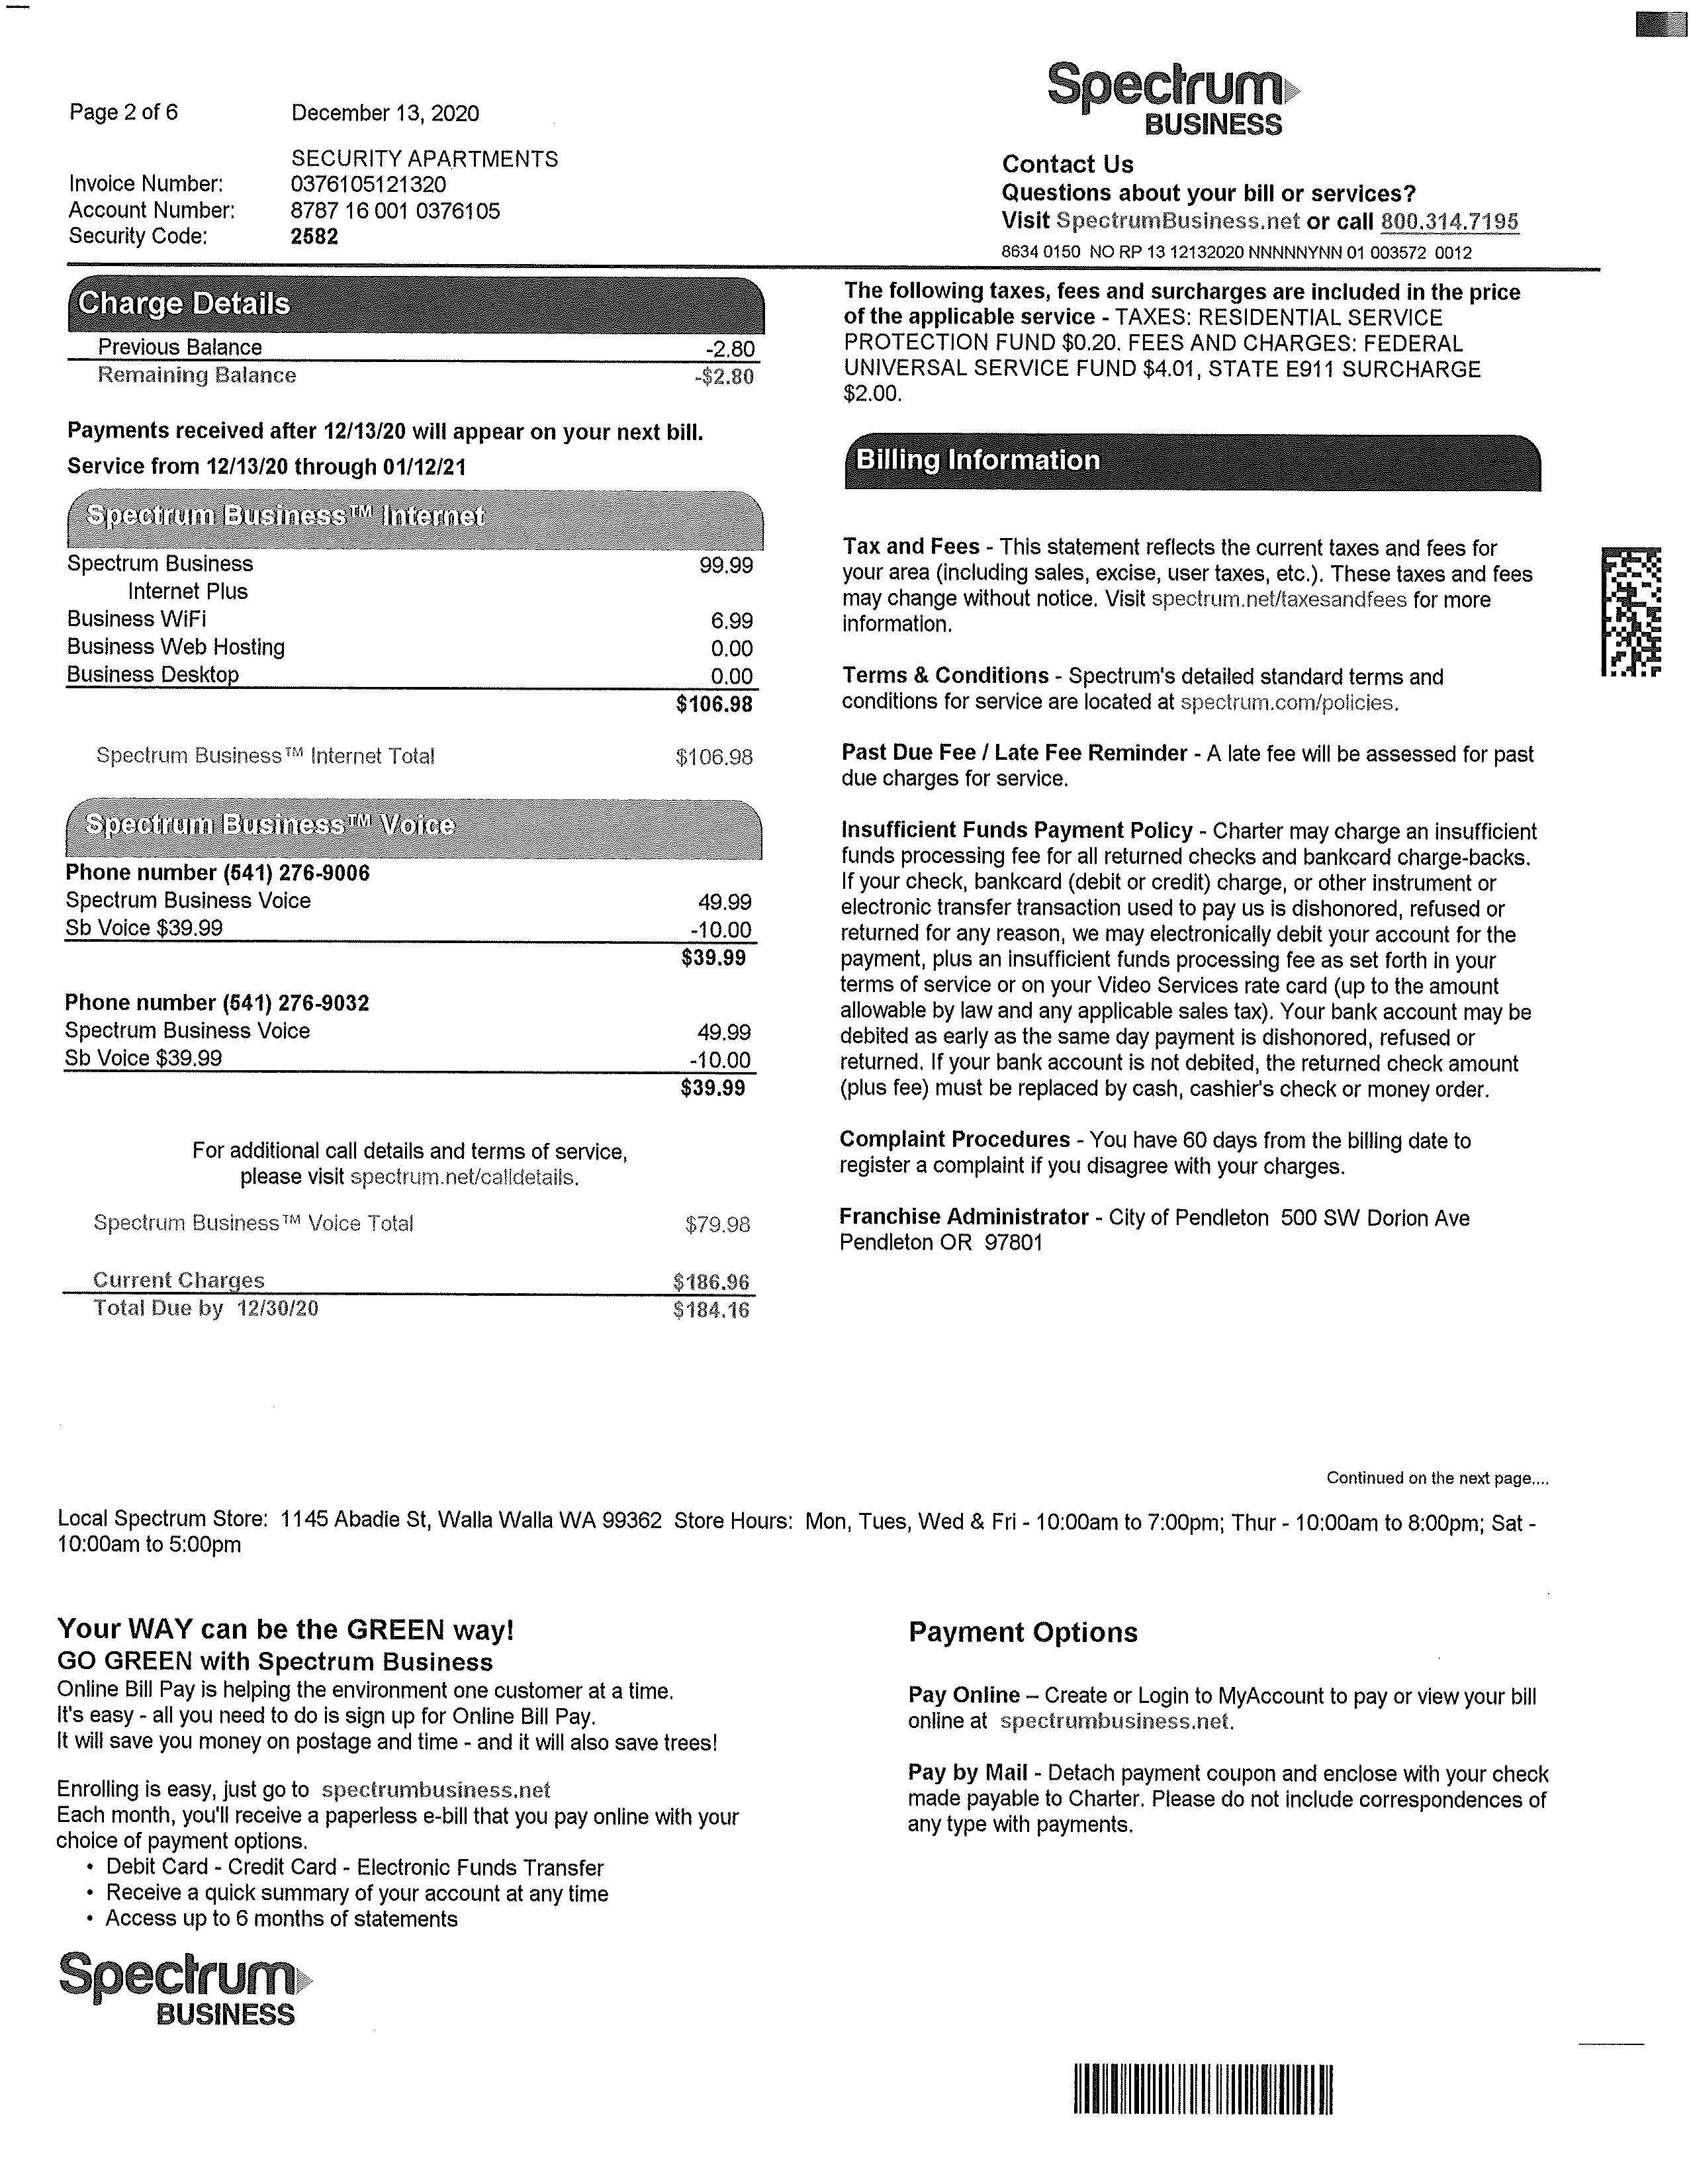 Page 2 of 6 December 13, 2020
SECURITY APARTMENTS
Invoice Number: 0376105121320
Account Number: 8787 16 001 0376105
Security Code: 2582
Spectrum
BUSINESS
Contact Us
Questions about your bill or services?
Visit SpectrumBusiness.net or call 800.314.7195
8634 0150 NO RP 13 12132020 NNNNNYNN 01 003572 0012
Charge Details
Previous Balance -2.80
Remaining Balance -$2.80
Payments received after 12/13/20 will appear on your next bill.
Service from 12/13/20 through 01/12/21
Spectrum Business™ Internet
Spectrum Business 99.99
Internet Plus
Business WiFi 6.99
Business Web Hosting 0.00
Business Desktop 0.00
$106.98
Spectrum Business™ Internet Total $106.98
Spectrum Business™ Voice
Phone number (541) 276-9006
Spectrum Business Voice 49.99
Sb Voice $39.99 -10.00
$39.99
Phone number (541) 276-9032
Spectrum Business Voice 49.99
Sb Voice $39.99 -10.00
$39.99
For additional call details and terms of service,
please visit spectrum.net/calldetails.
Spectrum Business™ Voice Total $79.98
Current Charges $186.96
Total Due by 12/30/20 $184.16
The following taxes, fees and surcharges are included in the price
of the applicable service - TAXES: RESIDENTIAL SERVICE
PROTECTION FUND $0.20. FEES AND CHARGES: FEDERAL
UNIVERSAL SERVICE FUND $4.01, STATE E911 SURCHARGE
$2.00.
Billing Information
Tax and Fees - This statement reflects the current taxes and fees for
your area (including sales, excise, user taxes, etc.). These taxes and fees
may change without notice. Visit spectrum.net/taxesandfees for more
information.
Terms & Conditions - Spectrum's detailed standard terms and
conditions for service are located at spectrum.com/policies.
Past Due Fee / Late Fee Reminder - A late fee will be assessed for past
due charges for service.
Insufficient Funds Payment Policy - Charter may charge an insufficient
funds processing fee for all returned checks and bankcard charge-backs.
If your check, bankcard (debit or credit) charge, or other instrument or
electronic transfer transaction used to pay us is dishonored, refused or
returned for any reason, we may electronically debit your account for the
payment, plus an insufficient funds processing fee as set forth in your
terms of service or on your Video Services rate card (up to the amount
allowable by law and any applicable sales tax). Your bank account may be
debited as early as the same day payment is dishonored, refused or
returned. If your bank account is not debited, the returned check amount
(plus fee) must be replaced by cash, cashier's check or money order.
Complaint Procedures - You have 60 days from the billing date to
register a complaint if you disagree with your charges.
Franchise Administrator - City of Pendleton 500 SW Dorion Ave
Pendleton OR 97801
Continued on the next page....
Local Spectrum Store: 1145 Abadie St, Walla Walla WA 99362 Store Hours: Mon, Tues, Wed & Fri - 10:00am to 7:00pm; Thur - 10:00am to 8:00pm; Sat -
10:00am to 5:00pm
Your WAY can be the GREEN way!
GO GREEN with Spectrum Business
Online Bill Pay is helping the environment one customer at a time.
It's easy - all you need to do is sign up for Online Bill Pay.
It will save you money on postage and time - and it will also save trees!
Enrolling is easy, just go to spectrumbusiness.net
Each month, you'll receive a paperless e-bill that you pay online with your
choice of payment options.
• Debit Card - Credit Card - Electronic Funds Transfer
• Receive a quick summary of your account at any time
• Access up to 6 months of statements
Spectrum
BUSINESS
Payment Options
Pay Online – Create or Login to MyAccount to pay or view your bill
online at spectrumbusiness.net.
Pay by Mail - Detach payment coupon and enclose with your check
made payable to Charter. Please do not include correspondences of
any type with payments.